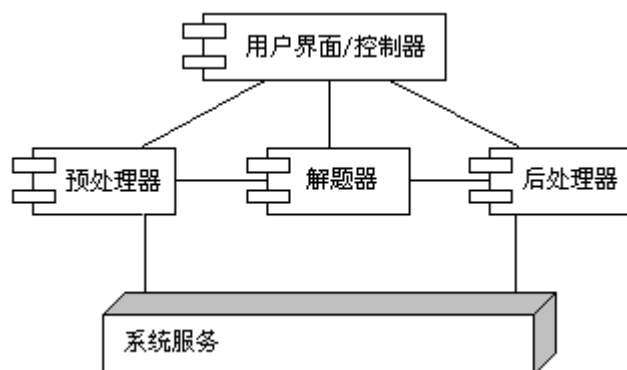 用户界面/控制器
预处理器
解题器
后处理器
系统服务